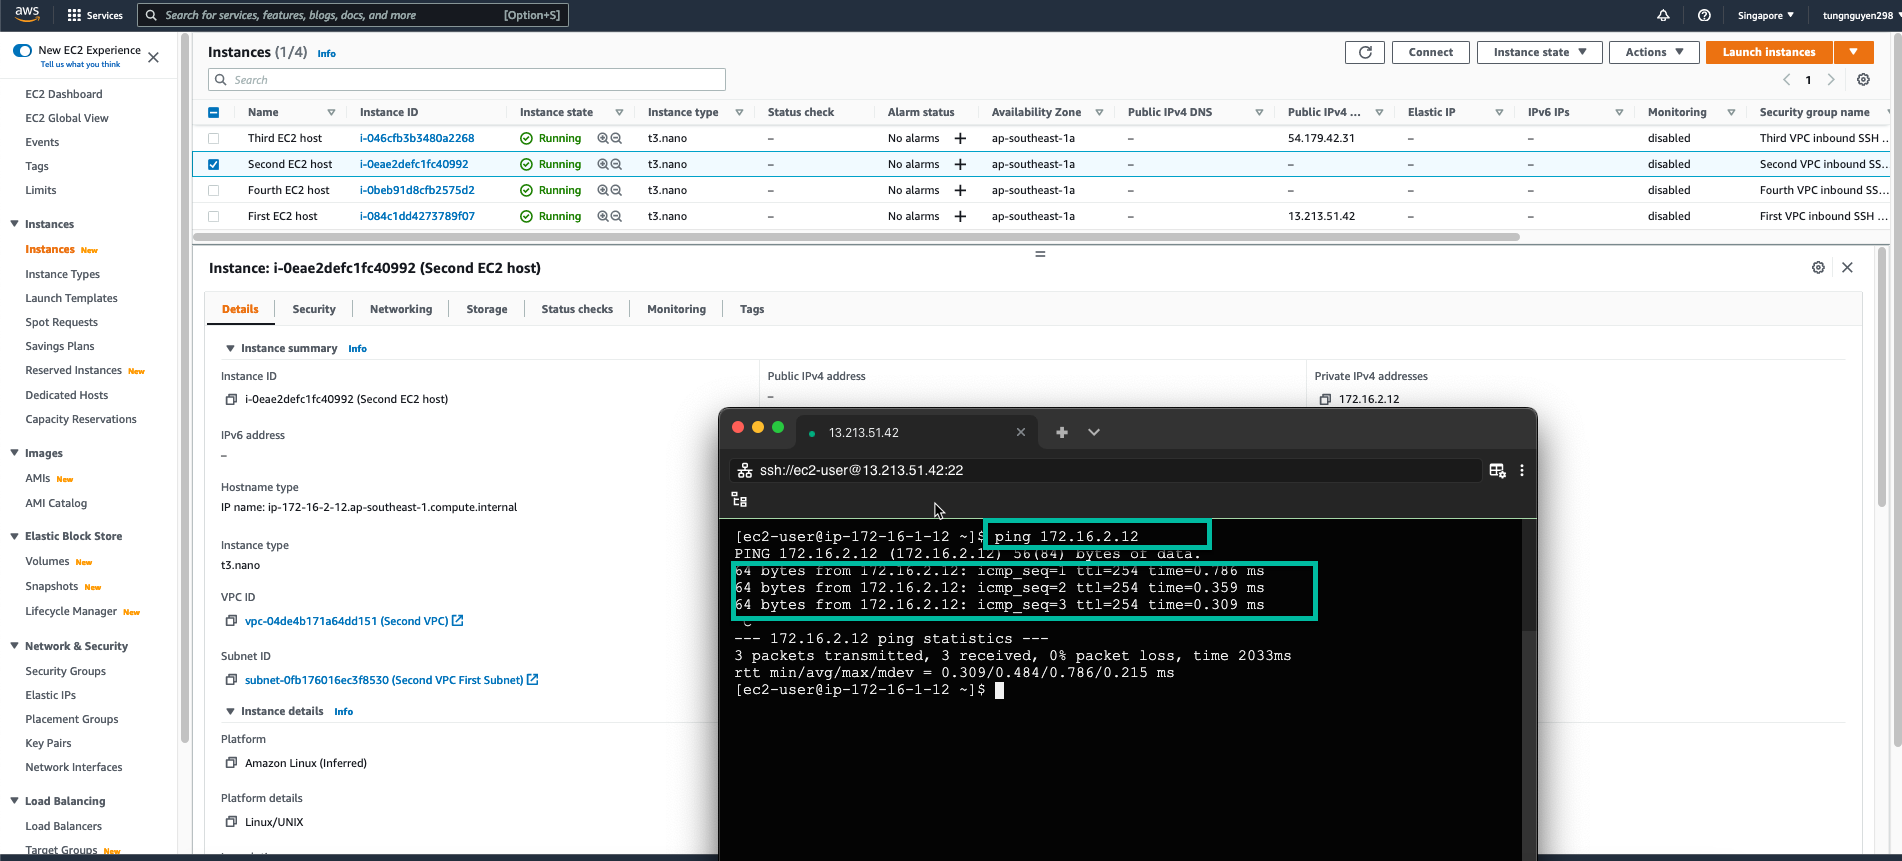 aws
Services
Search for services, features, blogs, docs, and more
[Option+S]
Singapore
tungnguyen298
New EC2 Experience
Tell us what you think
EC2 Dashboard
EC2 Global View
Events
Tags
Limits
Instances
Instances New
Instance Types
Launch Templates
Spot Requests
Savings Plans
Reserved Instances New
Dedicated Hosts
Capacity Reservations
Images
AMIs New
AMI Catalog
Elastic Block Store
Volumes New
Snapshots New
Lifecycle Manager New
Network & Security
Security Groups
Elastic IPs
Placement Groups
Key Pairs
Network Interfaces
Load Balancing
Load Balancers
Target Groups New
Instances (1/4) Info
Connect
Instance state
Actions
Launch instances
Search
1
Name Instance ID Instance state Instance type Status check Alarm status Availability Zone Public IPv4 DNS Public IPv4 ... Elastic IP IPv6 IPs Monitoring Security group name
Third EC2 host i-046cfb3b3480a2268 Running t3.nano – No alarms + ap-southeast-1a – 54.179.42.31 – – disabled Third VPC inbound SSH ...
Second EC2 host i-0eae2defc1fc40992 Running t3.nano – No alarms + ap-southeast-1a – – – – disabled Second VPC inbound SS...
Fourth EC2 host i-0beb91d8cfb2575d2 Running t3.nano – No alarms + ap-southeast-1a – – – – disabled Fourth VPC inbound SS...
First EC2 host i-084c1dd4273789f07 Running t3.nano – No alarms + ap-southeast-1a – 13.213.51.42 – – disabled First VPC inbound SSH ...
Instance: i-0eae2defc1fc40992 (Second EC2 host)
Details Security Networking Storage Status checks Monitoring Tags
Instance summary Info
Instance ID
i-0eae2defc1fc40992 (Second EC2 host)
Public IPv4 address
–
Private IPv4 addresses
172.16.2.12
IPv6 address
–
Hostname type
IP name: ip-172-16-2-12.ap-southeast-1.compute.internal
Instance type
t3.nano
VPC ID
vpc-04de4b171a64dd151 (Second VPC)
Subnet ID
subnet-0fb176016ec3f8530 (Second VPC First Subnet)
Instance details Info
Platform
Amazon Linux (Inferred)
Platform details
Linux/UNIX
13.213.51.42
ssh://ec2-user@13.213.51.42:22
[ec2-user@ip-172-16-1-12 ~]$ ping 172.16.2.12
PING 172.16.2.12 (172.16.2.12) 56(84) bytes of data.
64 bytes from 172.16.2.12: icmp_seq=1 ttl=254 time=0.786 ms
64 bytes from 172.16.2.12: icmp_seq=2 ttl=254 time=0.359 ms
64 bytes from 172.16.2.12: icmp_seq=3 ttl=254 time=0.309 ms
^C
--- 172.16.2.12 ping statistics ---
3 packets transmitted, 3 received, 0% packet loss, time 2033ms
rtt min/avg/max/mdev = 0.309/0.484/0.786/0.215 ms
[ec2-user@ip-172-16-1-12 ~]$